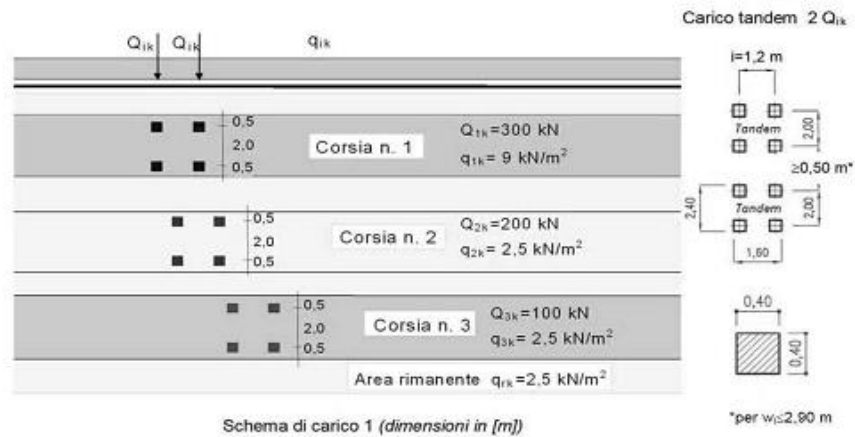 Carico tandem 2 Qik
Qik Qik qik
i=1,2 m
0,5
2,0
0,5
Corsia n. 1
Q1k=300 kN
q1k= 9 kN/m²
Tandem
2,00
≥0,50 m*
0,5
2,0
0,5
Corsia n. 2
Q2k=200 kN
q2k= 2,5 kN/m²
2,40
Tandem
2,00
1,60
0,5
2,0
0,5
Corsia n. 3
Q3k=100 kN
q3k= 2,5 kN/m²
0,40
0,40
Area rimanente qrk=2,5 kN/m²
Schema di carico 1 (dimensioni in [m])
*per wl≤2,90 m